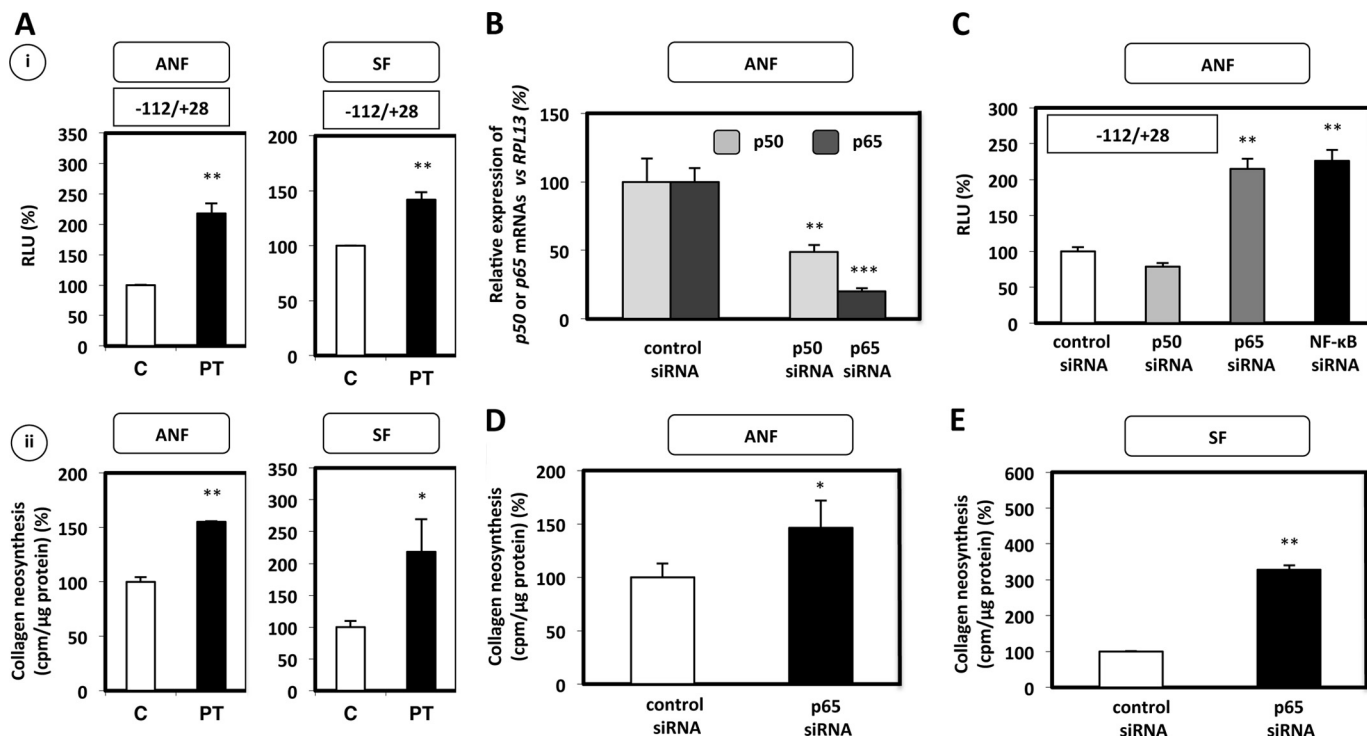 A
i
ANF
-112/+28
RLU (%)
350
300
250
200
150
100
50
0
**
C
PT
SF
-112/+28
200
150
100
50
0
**
C
PT
B
ANF
Relative expression of
p50 or p65 mRNAs vs RPL13 (%)
150
100
50
0
p50
p65
**
***
control
siRNA
p50
siRNA
p65
siRNA
C
ANF
-112/+28
RLU (%)
300
250
200
150
100
50
0
**
**
control
siRNA
p50
siRNA
p65
siRNA
NF-κB
siRNA
ii
ANF
Collagen neosynthesis
(cpm/µg protein) (%)
200
150
100
50
0
**
C
PT
SF
350
300
250
200
150
100
50
0
*
C
PT
D
ANF
Collagen neosynthesis
(cpm/µg protein) (%)
200
150
100
50
0
*
control
siRNA
p65
siRNA
E
SF
Collagen neosynthesis
(cpm/µg protein) (%)
600
500
400
300
200
100
0
**
control
siRNA
p65
siRNA